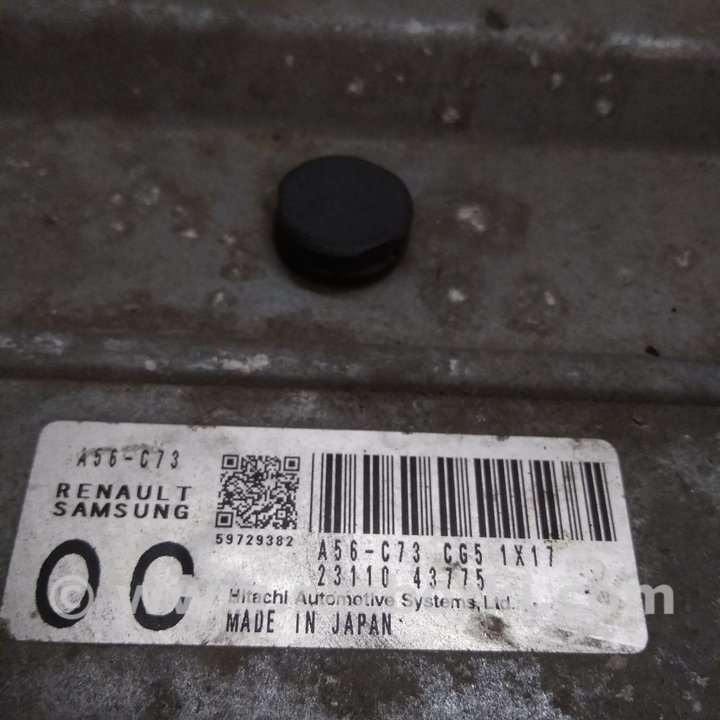 A56-C73
RENAULT
SAMSUNG
59729382
OC
A56-C73 CG5 1X17
23110 43775
Hitachi Automotive Systems, Ltd.
MADE IN JAPAN